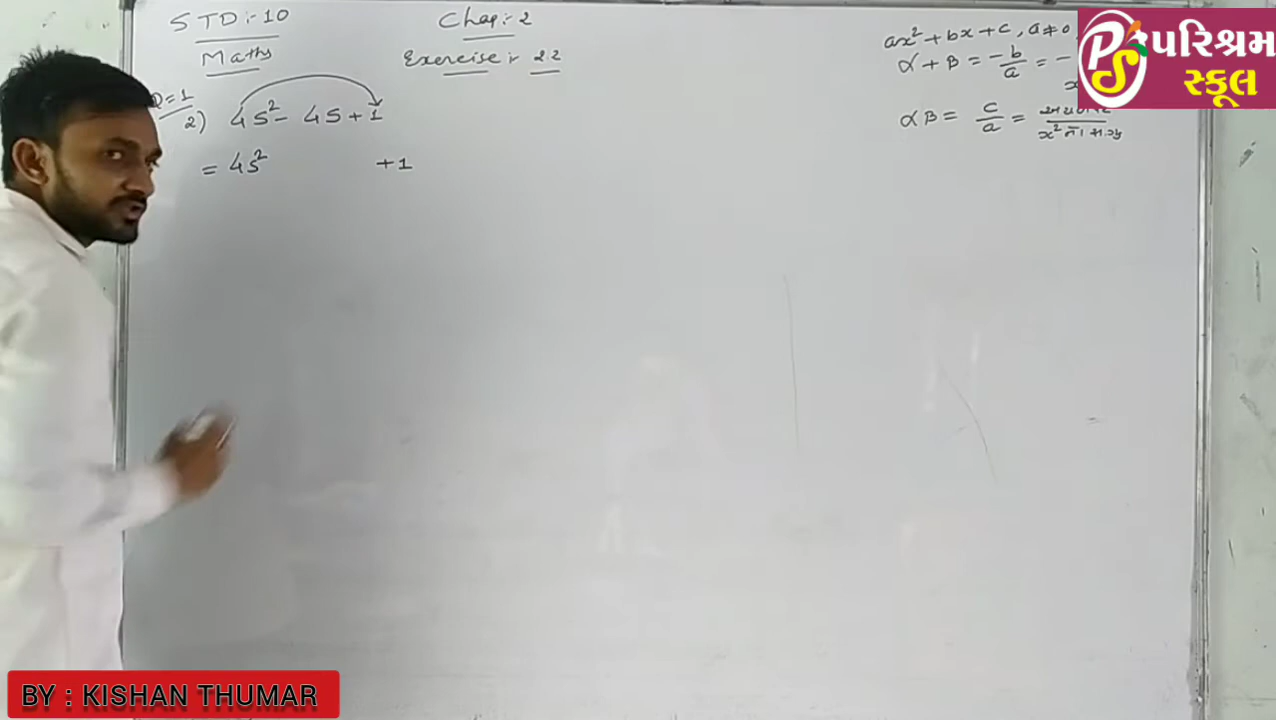 STD:- 10
Maths
Chap:- 2
Exercise:- 2.2
Q=1
2) 4s² - 4s + 1
= 4s² + 1
ax² + bx + c, a ≠ 0
α + β = -b/a = -
αβ = c/a =
પરિશ્રમ
સ્કૂલ
PS
BY : KISHAN THUMAR